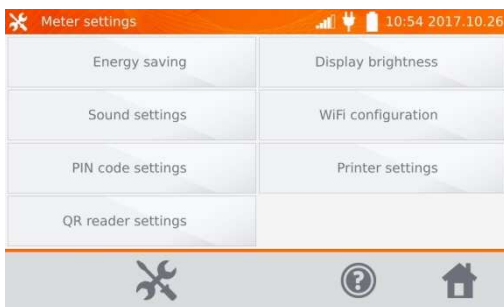 Meter settings 10:54 2017.10.26
Energy saving Display brightness
Sound settings WiFi configuration
PIN code settings Printer settings
QR reader settings